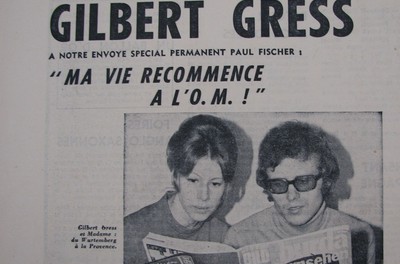 GILBERT GRESS
A NOTRE ENVOYE SPECIAL PERMANENT PAUL FISCHER :
"MA VIE RECOMMENCE
A L'O.M. !"
Gilbert Gress
et Madame :
du Wurtemberg
à la Provence.